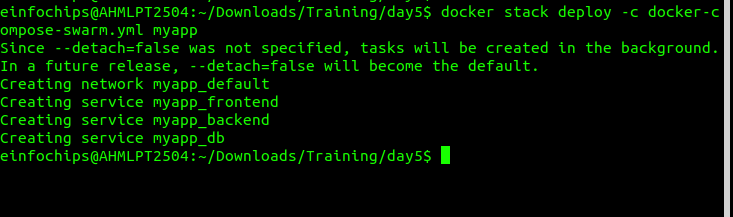 einfochips@AHMLPT2504:~/Downloads/Training/day5$ docker stack deploy -c docker-c
ompose-swarm.yml myapp
Since --detach=false was not specified, tasks will be created in the background.
In a future release, --detach=false will become the default.
Creating network myapp_default
Creating service myapp_frontend
Creating service myapp_backend
Creating service myapp_db
einfochips@AHMLPT2504:~/Downloads/Training/day5$